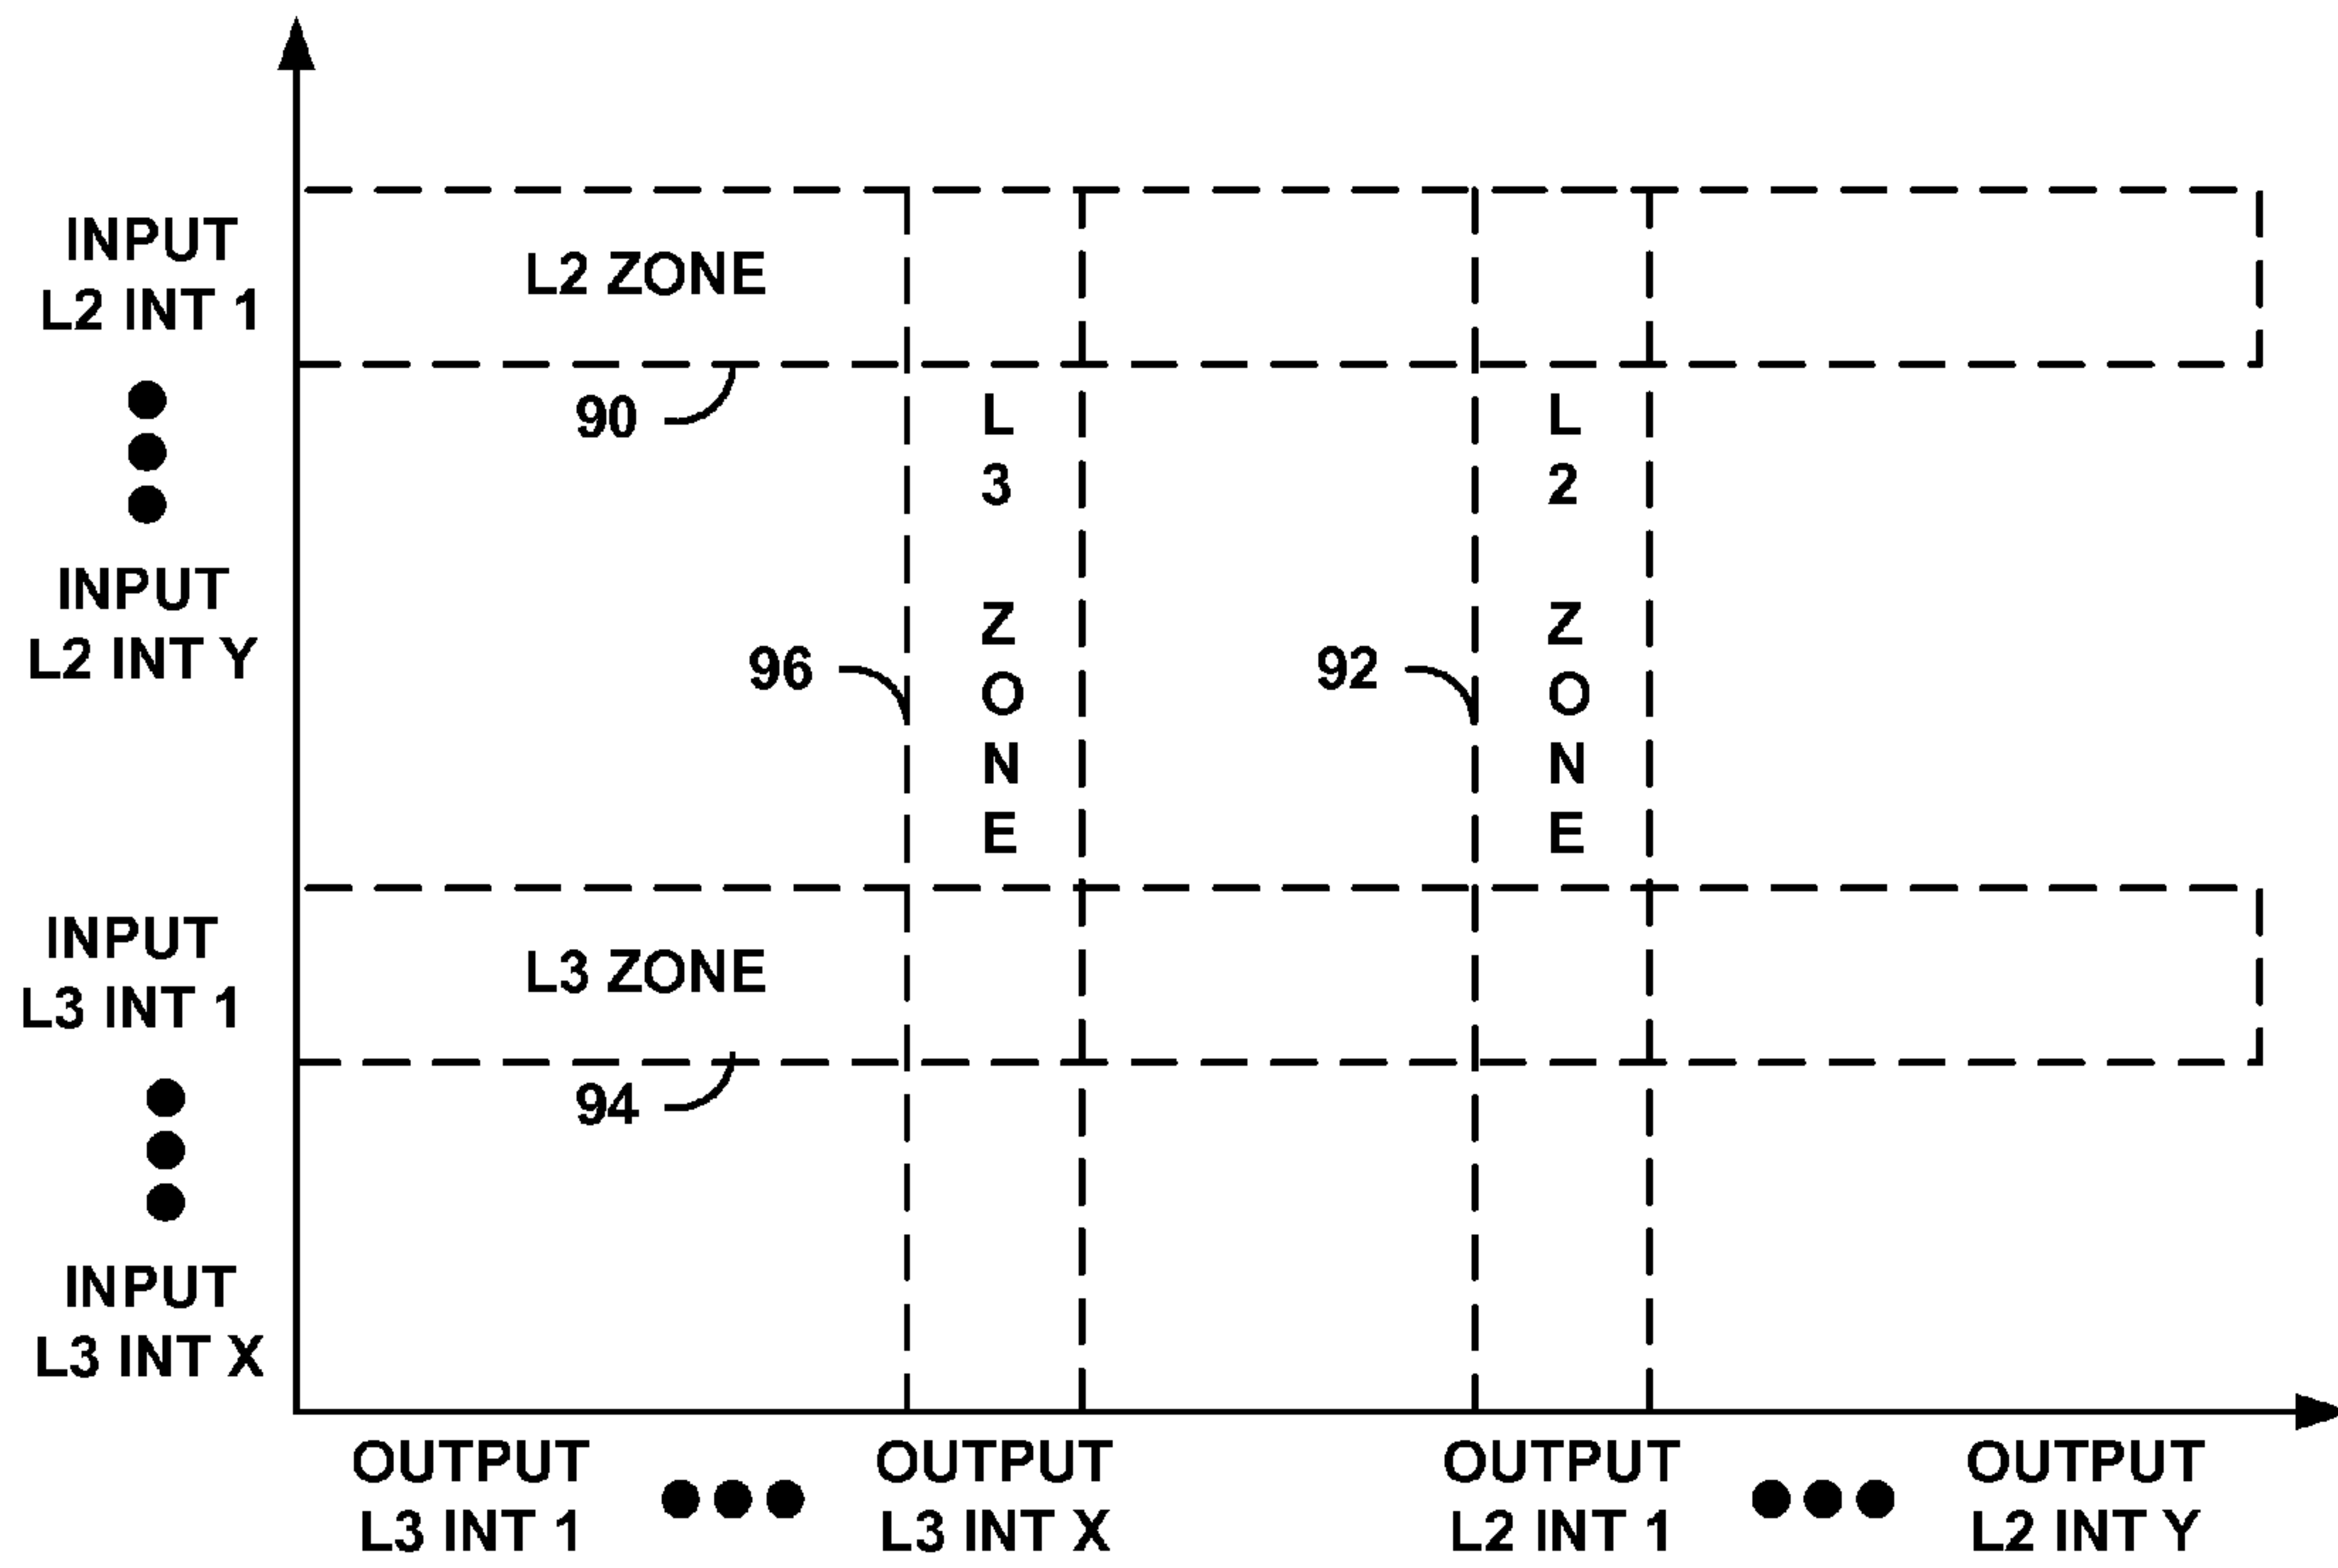 INPUT
L2 INT 1
L2 ZONE
90
L
3
Z
O
N
E
L
2
Z
O
N
E
INPUT
L2 INT Y
96
92
INPUT
L3 INT 1
L3 ZONE
94
INPUT
L3 INT X
OUTPUT
L3 INT 1
OUTPUT
L3 INT X
OUTPUT
L2 INT 1
OUTPUT
L2 INT Y